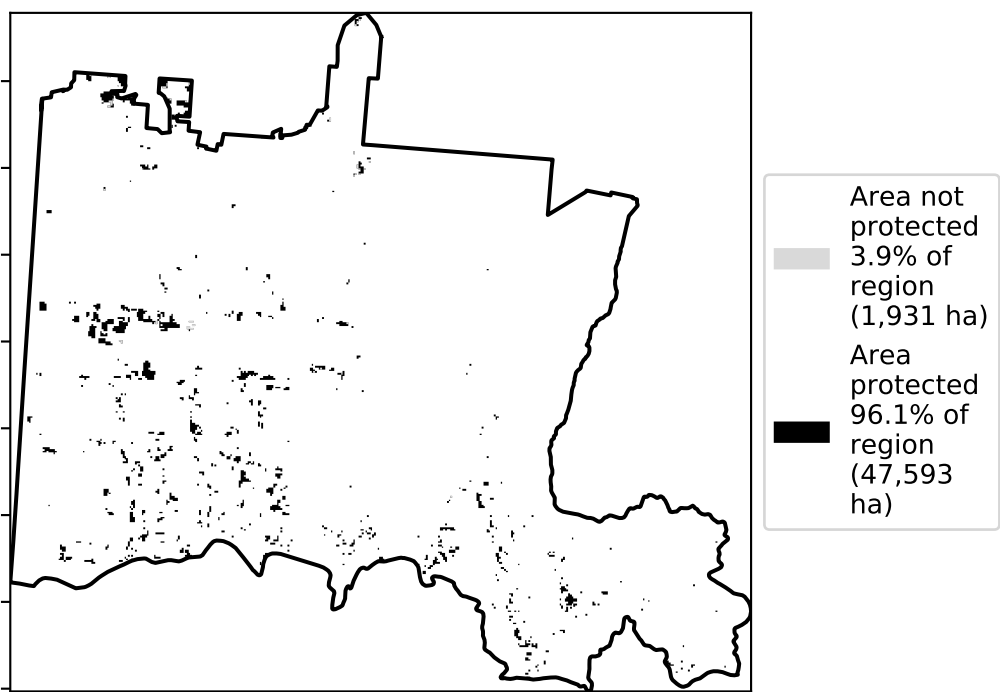 Area not
protected
3.9% of
region
(1,931 ha)
Area
protected
96.1% of
region
(47,593
ha)